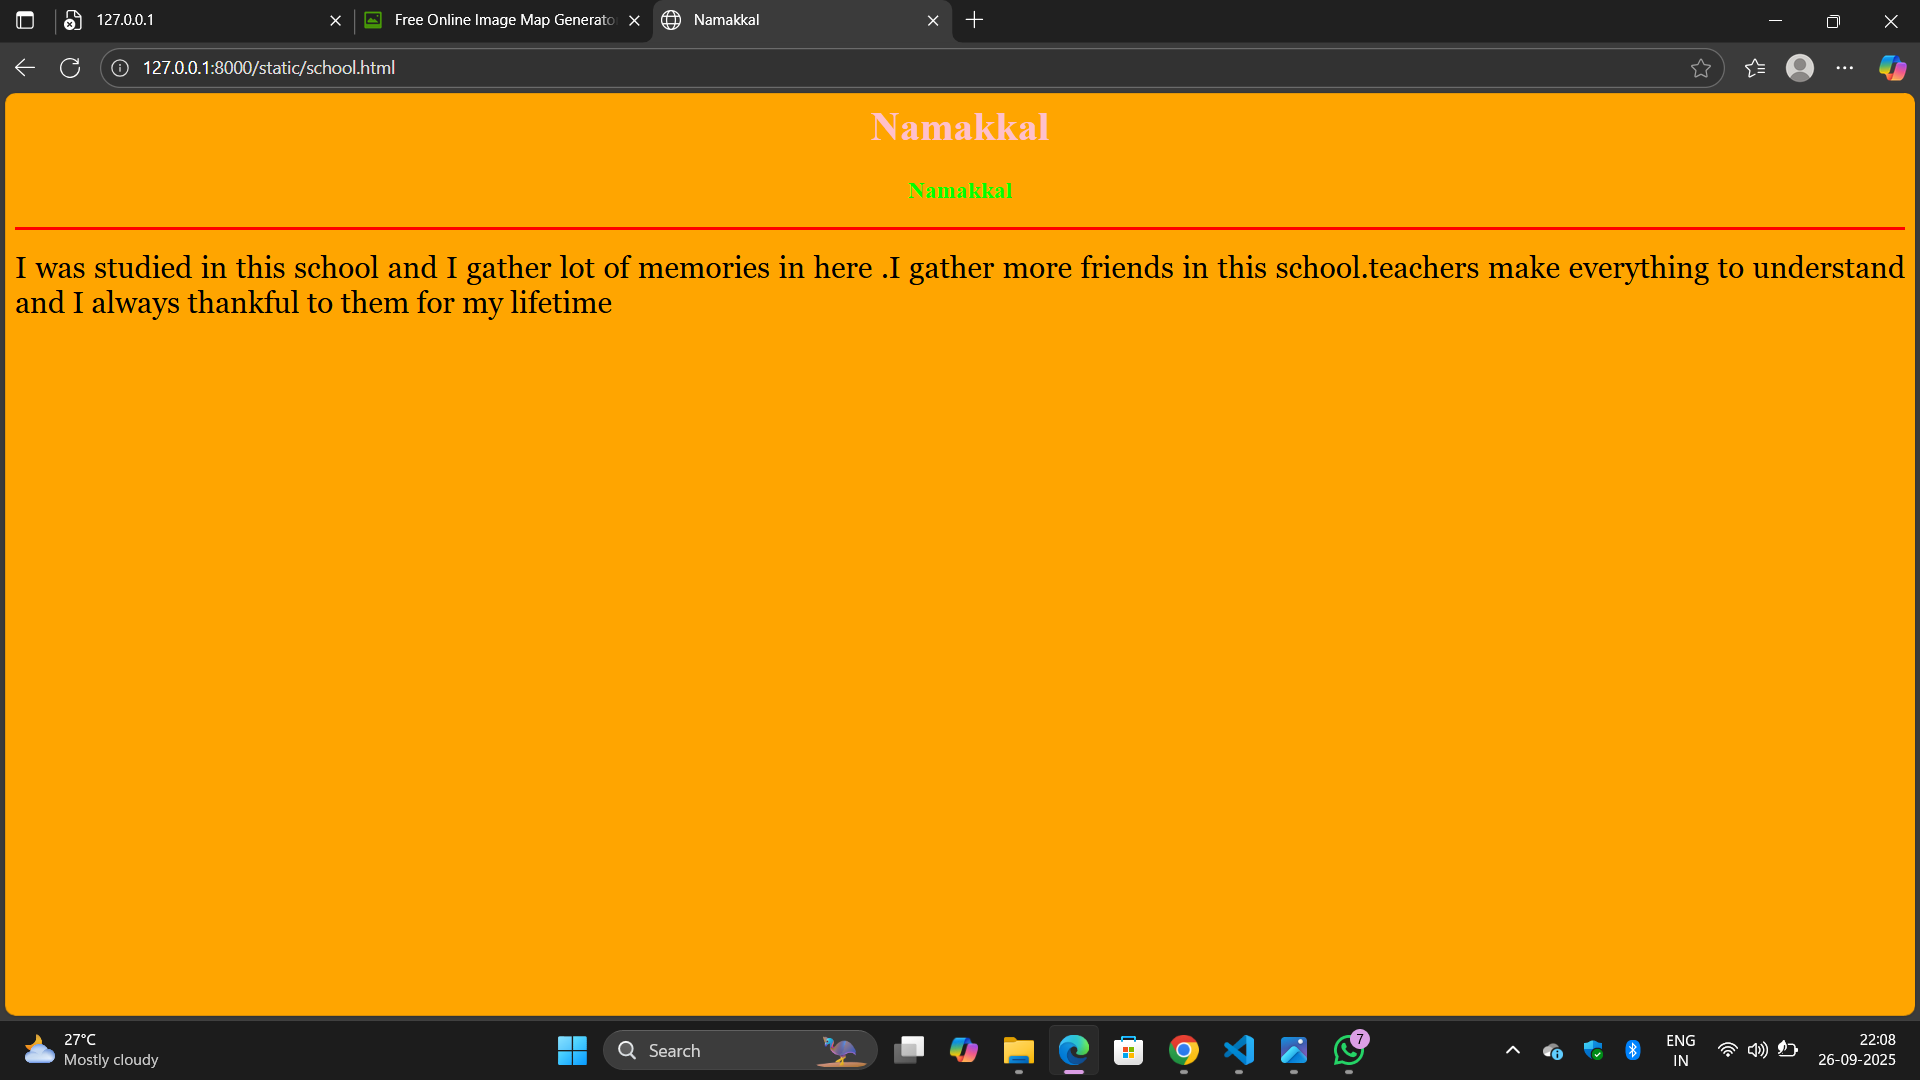 127.0.0.1
Free Online Image Map Generato
Namakkal
127.0.0.1:8000/static/school.html
Namakkal
Namakkal
I was studied in this school and I gather lot of memories in here .I gather more friends in this school.teachers make everything to understand
and I always thankful to them for my lifetime
27°C
Mostly cloudy
Search
7
ENG
IN
22:08
26-09-2025